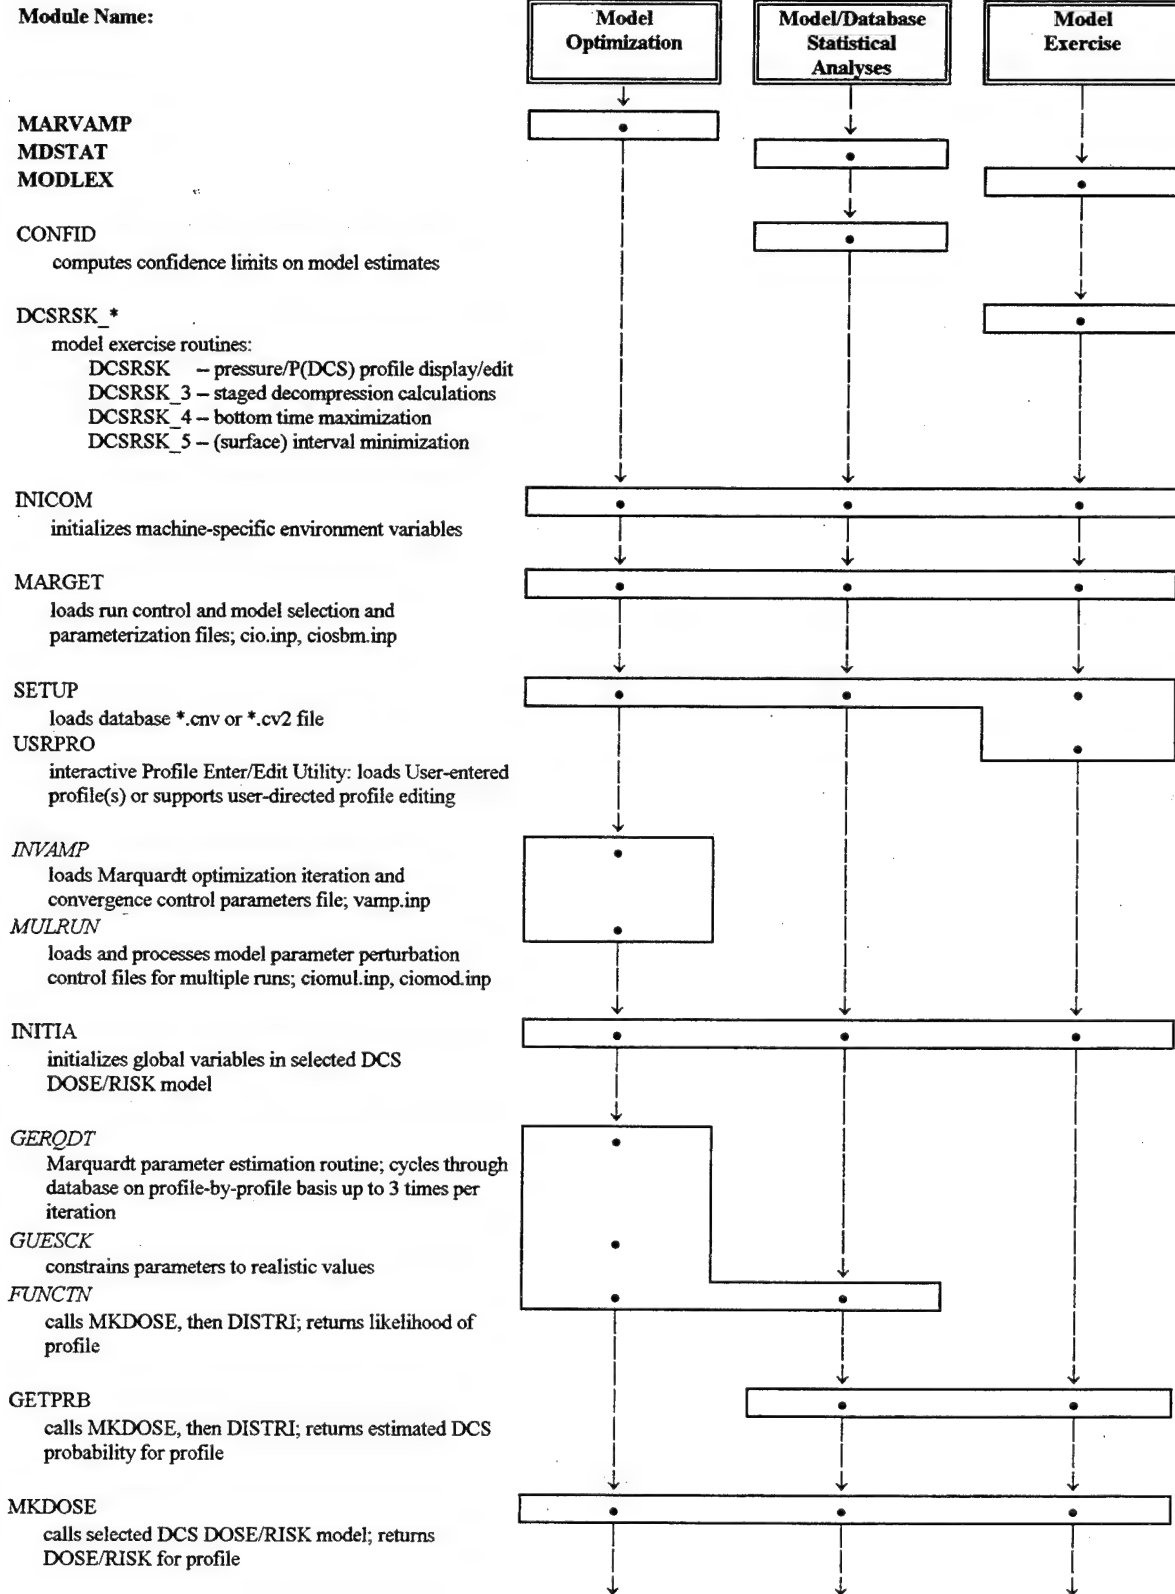 Module Name:
Model
Optimization
Model/Database
Statistical
Analyses
Model
Exercise
MARVAMP
MDSTAT
MODLEX
CONFID
computes confidence limits on model estimates
DCSRSK_*
model exercise routines:
DCSRSK – pressure/P(DCS) profile display/edit
DCSRSK_3 – staged decompression calculations
DCSRSK_4 – bottom time maximization
DCSRSK_5 – (surface) interval minimization
INICOM
initializes machine-specific environment variables
MARGET
loads run control and model selection and
parameterization files; cio.inp, ciosbm.inp
SETUP
loads database *.cnv or *.cv2 file
USRPRO
interactive Profile Enter/Edit Utility: loads User-entered
profile(s) or supports user-directed profile editing
INVAMP
loads Marquardt optimization iteration and
convergence control parameters file; vamp.inp
MULRUN
loads and processes model parameter perturbation
control files for multiple runs; ciomul.inp, ciomod.inp
INITIA
initializes global variables in selected DCS
DOSE/RISK model
GERQDT
Marquardt parameter estimation routine; cycles through
database on profile-by-profile basis up to 3 times per
iteration
GUESCK
constrains parameters to realistic values
FUNCTN
calls MKDOSE, then DISTRI; returns likelihood of
profile
GETPRB
calls MKDOSE, then DISTRI; returns estimated DCS
probability for profile
MKDOSE
calls selected DCS DOSE/RISK model; returns
DOSE/RISK for profile